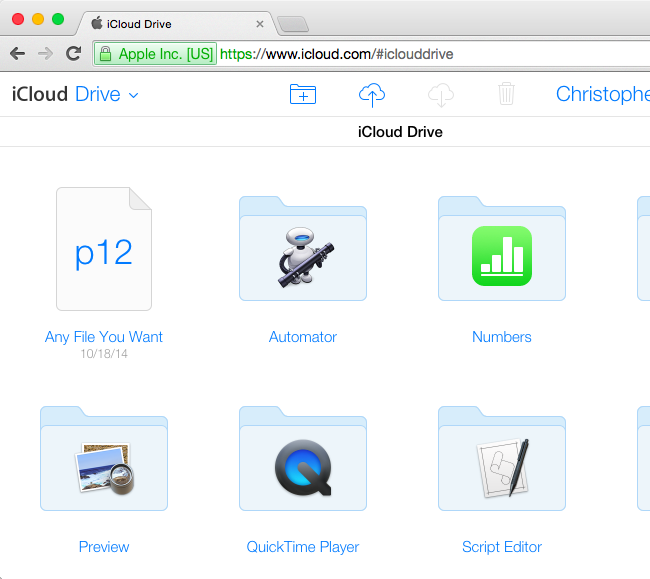 iCloud Drive
Apple Inc. [US] https://www.icloud.com/#iclouddrive
iCloud Drive Christophe
iCloud Drive
p12
Any File You Want Automator Numbers
10/18/14
Preview QuickTime Player Script Editor